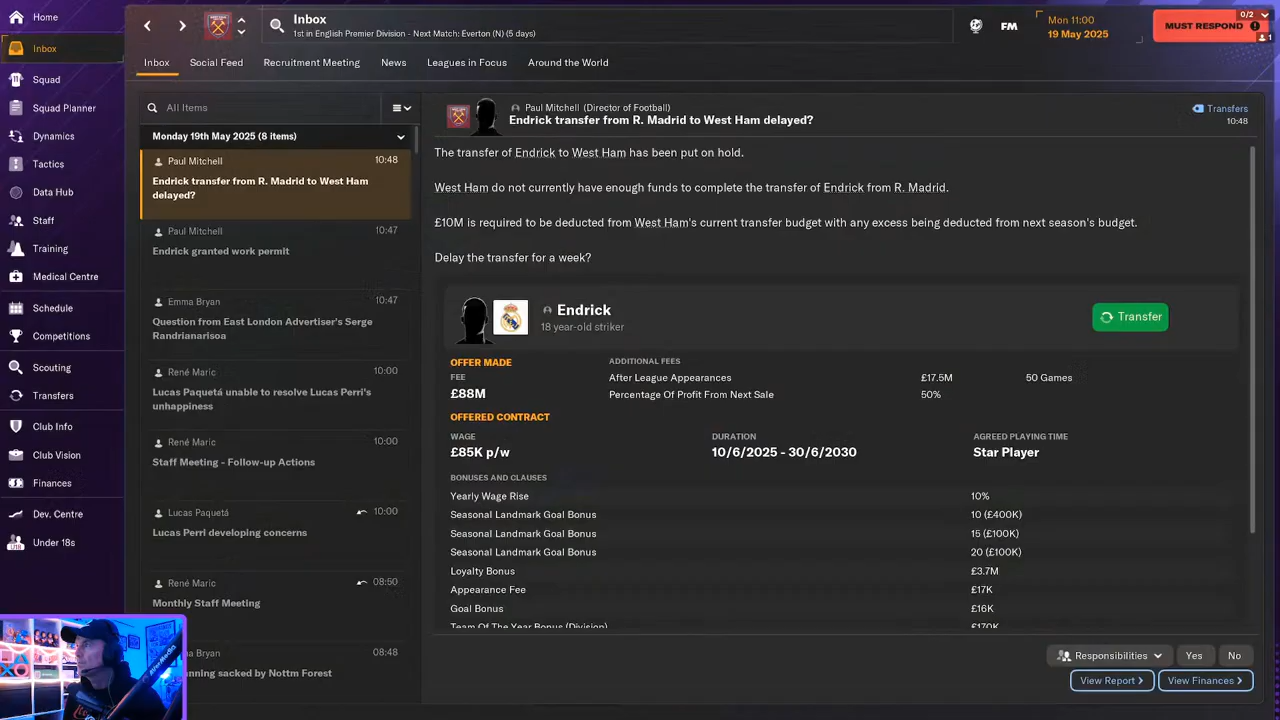 Home
Inbox
Squad
Squad Planner
Dynamics
Tactics
Data Hub
Staff
Training
Medical Centre
Schedule
Competitions
Scouting
Transfers
Club Info
Club Vision
Finances
Dev. Centre
Under 18s
Inbox
1st in English Premier Division - Next Match: Everton (N) (5 days)
FM
Mon 11:00
19 May 2025
MUST RESPOND
0/2
1
Inbox
Social Feed
Recruitment Meeting
News
Leagues in Focus
Around the World
All Items
Monday 19th May 2025 (8 items)
Paul Mitchell 10:48
Endrick transfer from R. Madrid to West Ham
delayed?
Paul Mitchell 10:47
Endrick granted work permit
Emma Bryan 10:47
Question from East London Advertiser's Serge
Randrianarisoa
René Maric 10:00
Lucas Paquetá unable to resolve Lucas Perri's
unhappiness
René Maric 10:00
Staff Meeting - Follow-up Actions
Lucas Paquetá 10:00
Lucas Perri developing concerns
René Maric 08:50
Monthly Staff Meeting
Bryan 08:48
sacked by Nottm Forest
Paul Mitchell (Director of Football)
Endrick transfer from R. Madrid to West Ham delayed?
Transfers
10:48
The transfer of Endrick to West Ham has been put on hold.
West Ham do not currently have enough funds to complete the transfer of Endrick from R. Madrid.
£10M is required to be deducted from West Ham's current transfer budget with any excess being deducted from next season's budget.
Delay the transfer for a week?
Endrick
18 year-old striker
Transfer
OFFER MADE
FEE
£88M
ADDITIONAL FEES
After League Appearances £17.5M 50 Games
Percentage Of Profit From Next Sale 50%
OFFERED CONTRACT
WAGE
£85K p/w
DURATION
10/6/2025 - 30/6/2030
AGREED PLAYING TIME
Star Player
BONUSES AND CLAUSES
Yearly Wage Rise 10%
Seasonal Landmark Goal Bonus 10 (£400K)
Seasonal Landmark Goal Bonus 15 (£100K)
Seasonal Landmark Goal Bonus 20 (£100K)
Loyalty Bonus £3.7M
Appearance Fee £17K
Goal Bonus £16K
Team Of The Year Bonus (Division) £170K
Responsibilities
Yes
No
View Report
View Finances